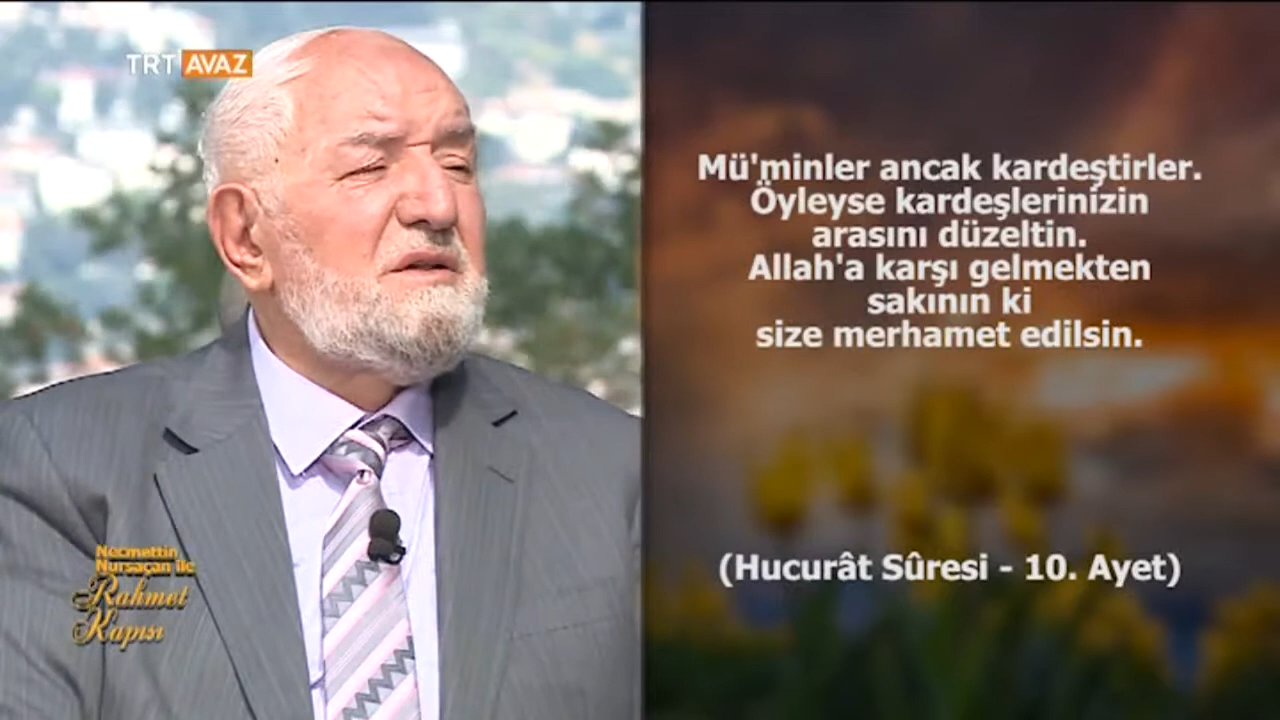 TRT AVAZ
Mü'minler ancak kardeştirler.
Öyleyse kardeşlerinizin
arasını düzeltin.
Allah'a karşı gelmekten
sakının ki
size merhamet edilsin.
(Hucurât Sûresi - 10. Ayet)
Necmettin
Nursaçan ile
Rahmet
Kapısı